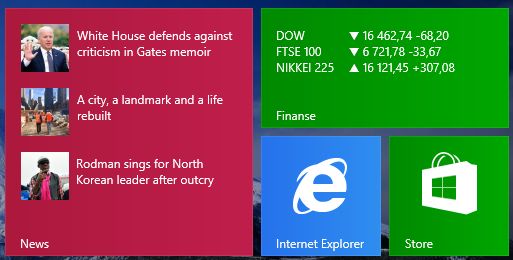 White House defends against
criticism in Gates memoir
A city, a landmark and a life
rebuilt
Rodman sings for North
Korean leader after outcry
News
DOW ▼ 16 462,74 -68,20
FTSE 100 ▼ 6 721,78 -33,67
NIKKEI 225 ▲ 16 121,45 +307,08
Finanse
Internet Explorer
Store